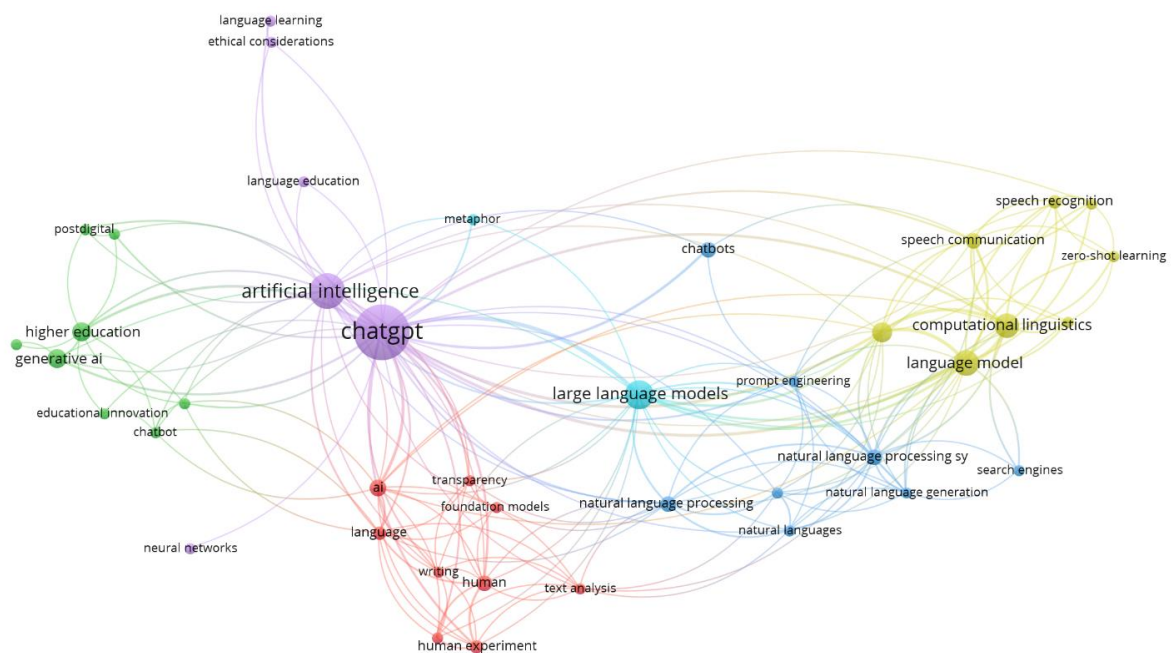 language learning
ethical considerations
language education
metaphor
postdigital
chatbots
speech recognition
speech communication
zero-shot learning
artificial intelligence
chatgpt
higher education
generative ai
computational linguistics
language model
prompt engineering
large language models
educational innovation
chatbot
natural language processing sy
search engines
transparency
ai
natural language generation
foundation models
natural language processing
language
natural languages
neural networks
writing
human
text analysis
human experiment